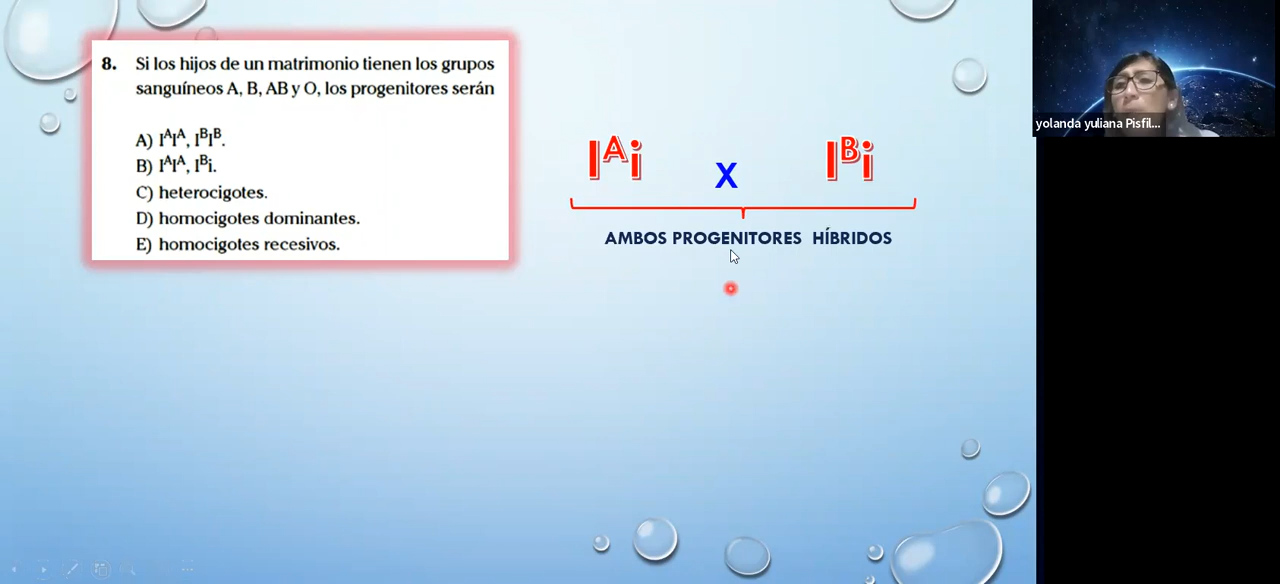 8. Si los hijos de un matrimonio tienen los grupos
sanguíneos A, B, AB y O, los progenitores serán
A) IᴬIᴬ, IᴮIᴮ.
B) IᴬIᴬ, Iᴮi.
C) heterocigotes.
D) homocigotes dominantes.
E) homocigotes recesivos.
Iᴬi X Iᴮi
AMBOS PROGENITORES HÍBRIDOS
yolanda yuliana Pisfil...